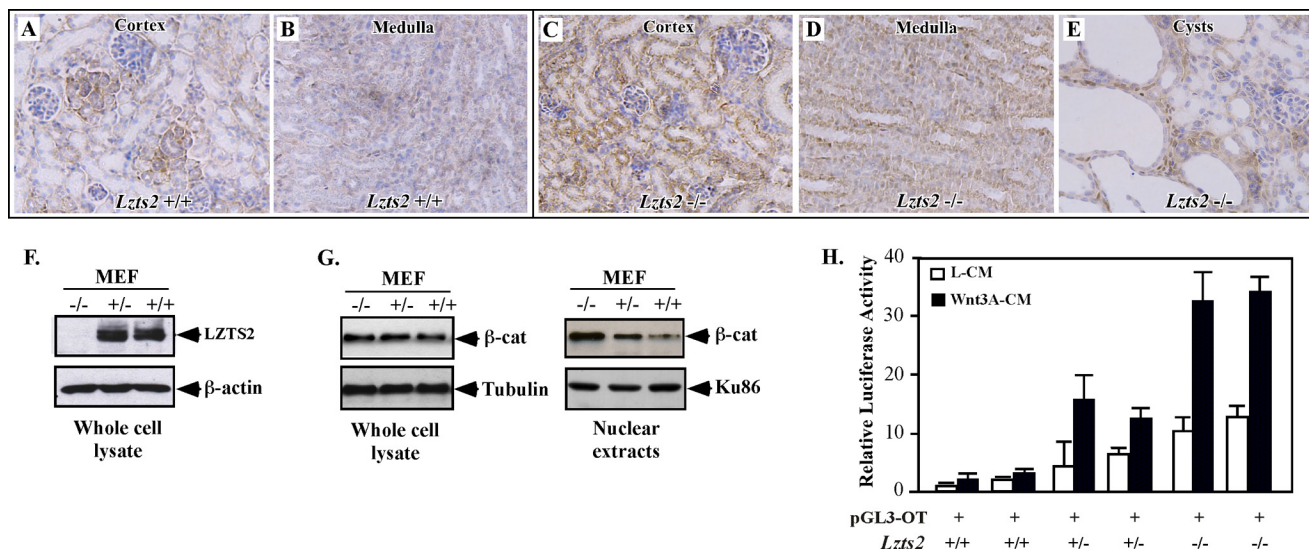 A
Cortex
Lzts2 +/+
B
Medulla
Lzts2 +/+
C
Cortex
Lzts2 -/-
D
Medulla
Lzts2 -/-
E
Cysts
Lzts2 -/-
F.
MEF
-/- +/- +/+
LZTS2
β-actin
Whole cell
lysate
G.
MEF
-/- +/- +/+
β-cat
Tubulin
Whole cell
lysate
MEF
-/- +/- +/+
β-cat
Ku86
Nuclear
extracts
H.
Relative Luciferase Activity
40
30
20
10
0
L-CM
Wnt3A-CM
pGL3-OT + + + + + +
Lzts2 +/+ +/+ +/- +/- -/- -/-